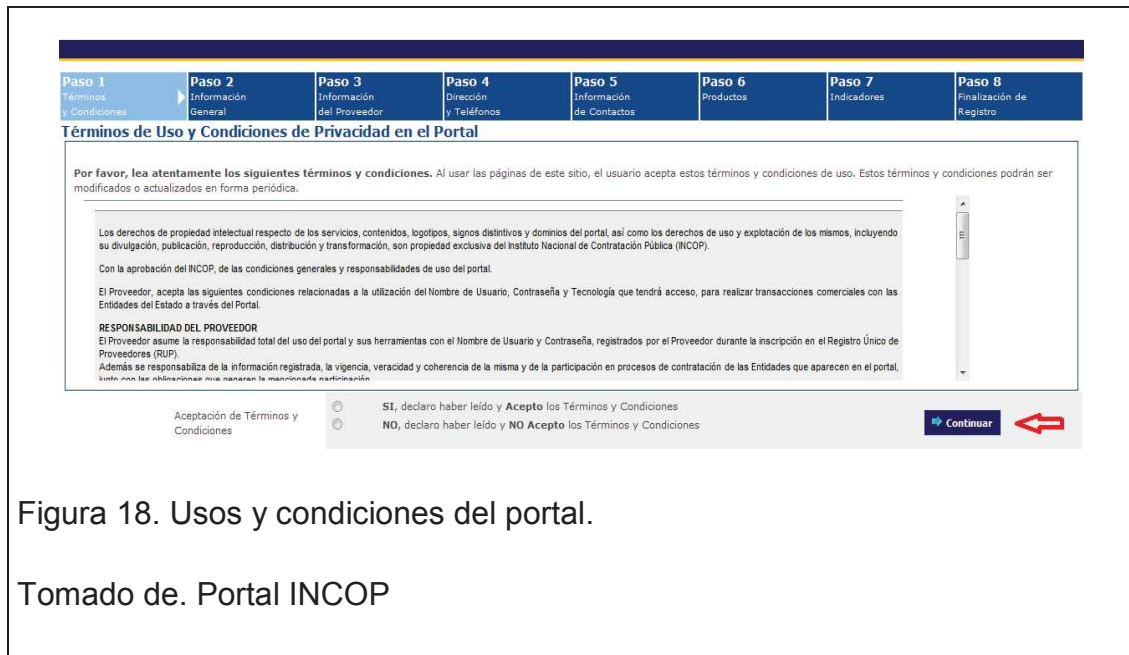 Paso 1
Términos
y Condiciones
Paso 2
Información
General
Paso 3
Información
del Proveedor
Paso 4
Dirección
y Teléfonos
Paso 5
Información
de Contactos
Paso 6
Productos
Paso 7
Indicadores
Paso 8
Finalización de
Registro
Términos de Uso y Condiciones de Privacidad en el Portal
Por favor, lea atentamente los siguientes términos y condiciones. Al usar las páginas de este sitio, el usuario acepta estos términos y condiciones de uso. Estos términos y condiciones podrán ser
modificados o actualizados en forma periódica.
Los derechos de propiedad intelectual respecto de los servicios, contenidos, logotipos, signos distintivos y dominios del portal, así como los derechos de uso y explotación de los mismos, incluyendo
su divulgación, publicación, reproducción, distribución y transformación, son propiedad exclusiva del Instituto Nacional de Contratación Pública (INCOP).
Con la aprobación del INCOP, de las condiciones generales y responsabilidades de uso del portal.
El Proveedor, acepta las siguientes condiciones relacionadas a la utilización del Nombre de Usuario, Contraseña y Tecnología que tendrá acceso, para realizar transacciones comerciales con las
Entidades del Estado a través del Portal.
RESPONSABILIDAD DEL PROVEEDOR
El Proveedor asume la responsabilidad total del uso del portal y sus herramientas con el Nombre de Usuario y Contraseña, registrados por el Proveedor durante la inscripción en el Registro Único de
Proveedores (RUP).
Además se responsabiliza de la información registrada, la vigencia, veracidad y coherencia de la misma y de la participación en procesos de contratación de las Entidades que aparecen en el portal,
junto con las obligaciones que generen la mencionada participación.
Aceptación de Términos y
Condiciones
SI, declaro haber leído y Acepto los Términos y Condiciones
NO, declaro haber leído y NO Acepto los Términos y Condiciones
Continuar
Figura 18. Usos y condiciones del portal.
Tomado de. Portal INCOP